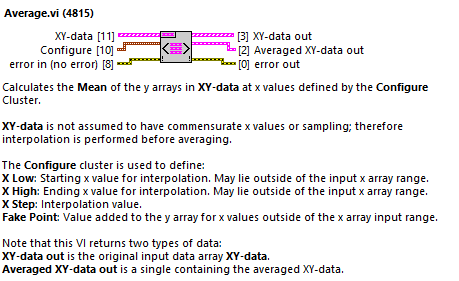 Average.vi (4815)
XY-data [11]
[3] XY-data out
Configure [10]
[2] Averaged XY-data out
error in (no error) [8]
[0] error out
Calculates the Mean of the y arrays in XY-data at x values defined by the Configure
Cluster.
XY-data is not assumed to have commensurate x values or sampling; therefore
interpolation is performed before averaging.
The Configure cluster is used to define:
X Low: Starting x value for interpolation. May lie outside of the input x array range.
X High: Ending x value for interpolation. May lie outside of the input x array range.
X Step: Interpolation value.
Fake Point: Value added to the y array for x values outside of the x array input range.
Note that this VI returns two types of data:
XY-data out is the original input data array XY-data.
Averaged XY-data out is a single containing the averaged XY-data.